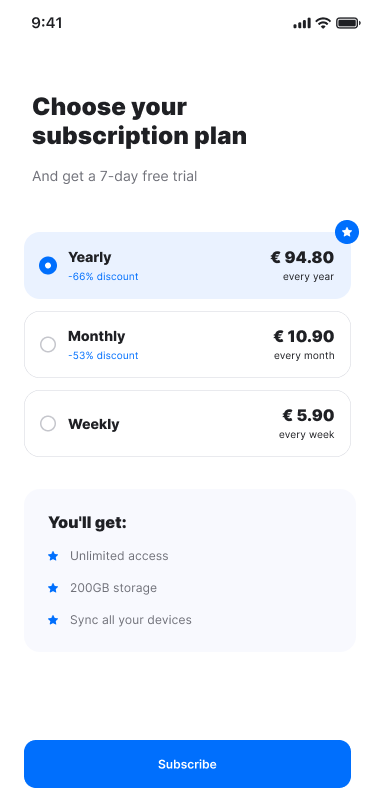 9:41
Choose your
subscription plan
And get a 7-day free trial
Yearly
-66% discount
€ 94.80
every year
Monthly
-53% discount
€ 10.90
every month
Weekly
€ 5.90
every week
You'll get:
Unlimited access
200GB storage
Sync all your devices
Subscribe